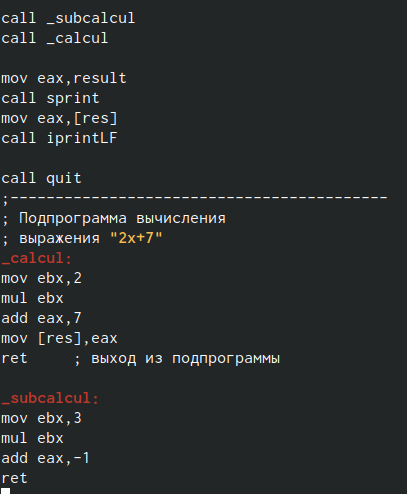 call _subcalcul
call _calcul
mov eax,result
call sprint
mov eax,[res]
call iprintLF
call quit
;------------------------------------------
; Подпрограмма вычисления
; выражения "2x+7"
_calcul:
mov ebx,2
mul ebx
add eax,7
mov [res],eax
ret     ; выход из подпрограммы
_subcalcul:
mov ebx,3
mul ebx
add eax,-1
ret